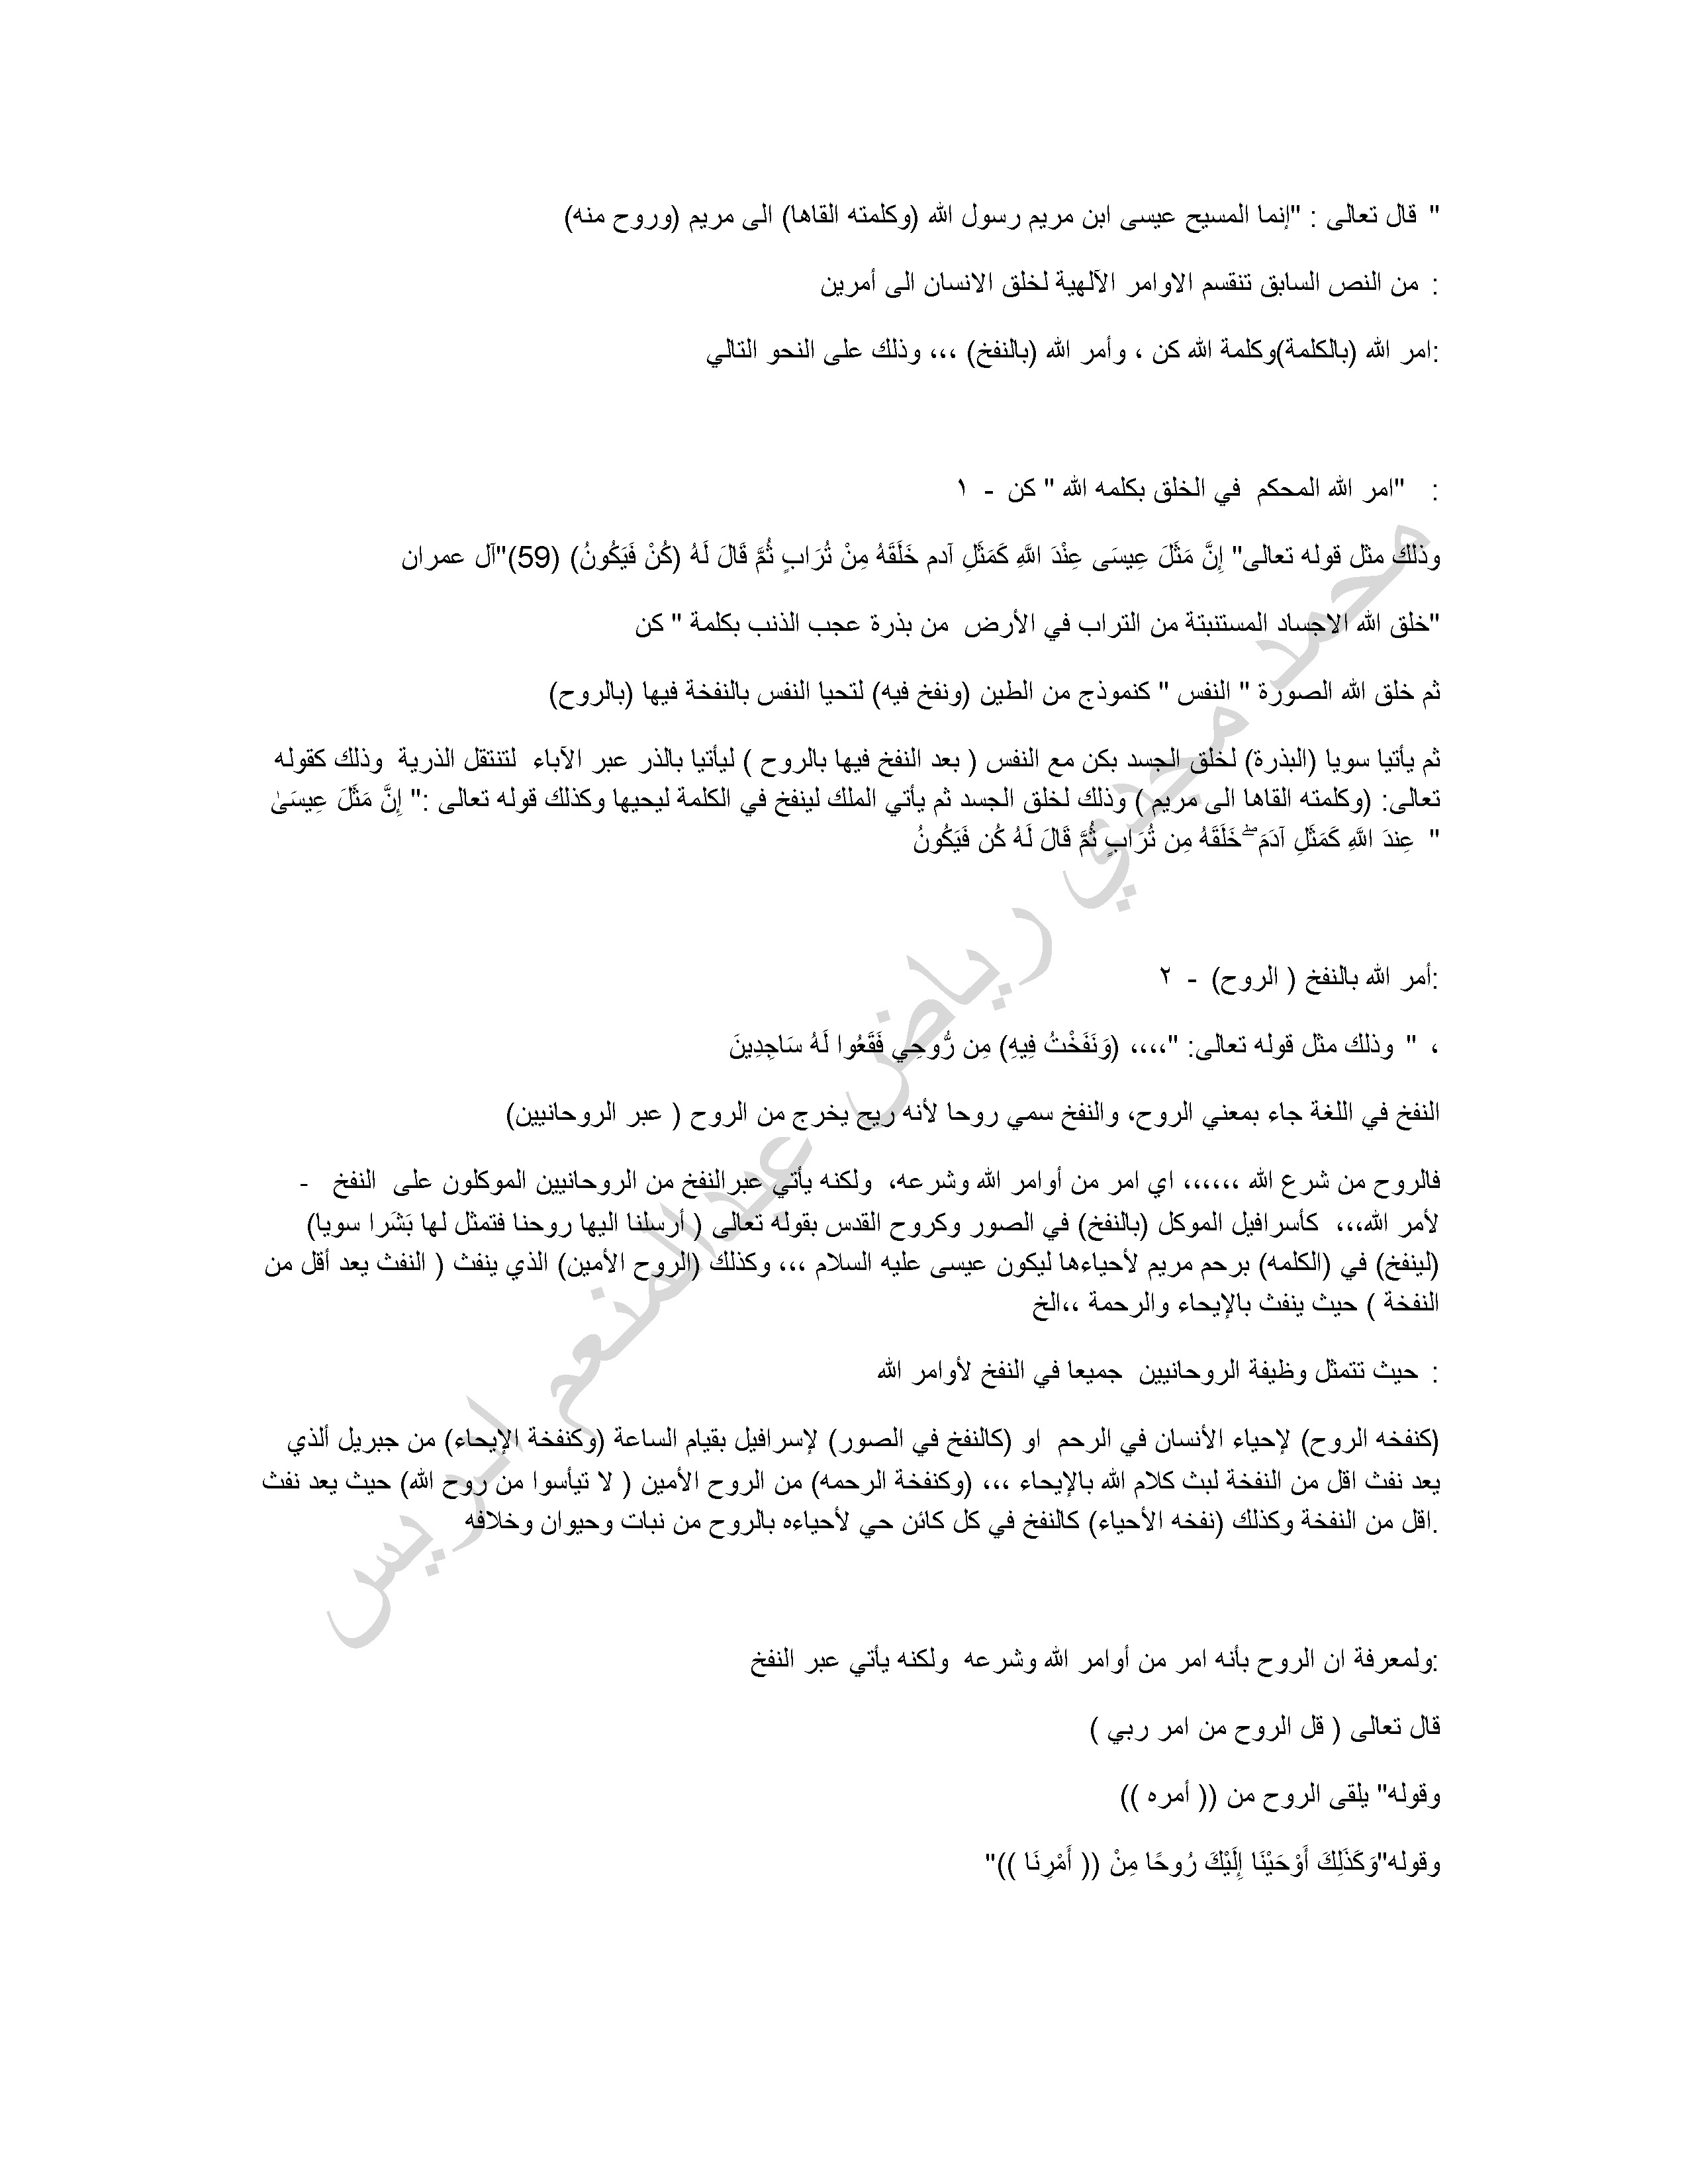 " قال تعالى : "إنما المسيح عيسى ابن مريم رسول الله (وكلمته القاها) الى مريم (وروح منه)
: من النص السابق تنقسم الاوامر الآلهية لخلق الانسان الى أمرين
:امر الله (بالكلمة)وكلمة الله كن ، وأمر الله (بالنفخ) ،،، وذلك على النحو التالي
: "امر الله المحكم في الخلق بكلمه الله " كن - ١
وذلك مثل قوله تعالى" إِنَّ مَثَلَ عِيسَى عِنْدَ اللَّهِ كَمَثَلِ آدم خَلَقَهُ مِنْ تُرَابٍ ثُمَّ قَالَ لَهُ (كُنْ فَيَكُونُ) (59)"آل عمران
"خلق الله الاجساد المستنبتة من التراب في الأرض من بذرة عجب الذنب بكلمة " كن
ثم خلق الله الصورة " النفس " كنموذج من الطين (ونفخ فيه) لتحيا النفس بالنفخة فيها (بالروح)
ثم يأتيا سويا (البذرة) لخلق الجسد بكن مع النفس ( بعد النفخ فيها بالروح ) ليأتيا بالذر عبر الآباء لتنتقل الذرية وذلك كقوله
تعالى: (وكلمته القاها الى مريم ) وذلك لخلق الجسد ثم يأتي الملك لينفخ في الكلمة ليحيها وكذلك قوله تعالى :" إِنَّ مَثَلَ عِيسَىٰ
" عِندَ اللَّهِ كَمَثَلِ آدَمَ ۖ خَلَقَهُ مِن تُرَابٍ ثُمَّ قَالَ لَهُ كُن فَيَكُونُ
:أمر الله بالنفخ ( الروح) - ٢
، " وذلك مثل قوله تعالى: "،،،، (وَنَفَخْتُ فِيهِ) مِن رُّوحِي فَقَعُوا لَهُ سَاجِدِينَ
النفخ في اللغة جاء بمعني الروح، والنفخ سمي روحا لأنه ريح يخرج من الروح ( عبر الروحانيين)
فالروح من شرع الله ،،،،،، اي امر من أوامر الله وشرعه، ولكنه يأتي عبرالنفخ من الروحانيين الموكلون على النفخ -
لأمر الله،،، كأسرافيل الموكل (بالنفخ) في الصور وكروح القدس بقوله تعالى ( أرسلنا اليها روحنا فتمثل لها بَشَرا سويا)
(لينفخ) في (الكلمه) برحم مريم لأحياءها ليكون عيسى عليه السلام ،،، وكذلك (الروح الأمين) الذي ينفث ( النفث يعد أقل من
النفخة ) حيث ينفث بالإيحاء والرحمة ،،الخ
: حيث تتمثل وظيفة الروحانيين جميعا في النفخ لأوامر الله
(كنفخه الروح) لإحياء الأنسان في الرحم او (كالنفخ في الصور) لإسرافيل بقيام الساعة (وكنفخة الإيحاء) من جبريل ألذي
يعد نفث اقل من النفخة لبث كلام الله بالإيحاء ،،، (وكنفخة الرحمه) من الروح الأمين ( لا تيأسوا من روح الله) حيث يعد نفث
.اقل من النفخة وكذلك (نفخه الأحياء) كالنفخ في كل كائن حي لأحياءه بالروح من نبات وحيوان وخلافه
:ولمعرفة ان الروح بأنه امر من أوامر الله وشرعه ولكنه يأتي عبر النفخ
قال تعالى ( قل الروح من امر ربي )
وقوله" يلقى الروح من (( أمره ))
وقوله"وَكَذَلِكَ أَوْحَيْنَا إِلَيْكَ رُوحًا مِنْ (( أَمْرِنَا ))"
محمد مجدي رياض عبدالمنعم ادريس